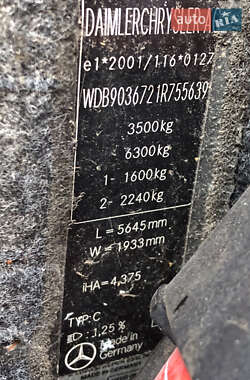 auto RIA
DAIMLERCHRYSLER A
e1*2001/116*0127
WDB9036721R755639
3500kg
6300kg
1- 1600kg
2- 2240kg
L = 5645mm
W = 1933mm
iHA= 4,375
TYP: C
: 1,25 %
Made in
Germany